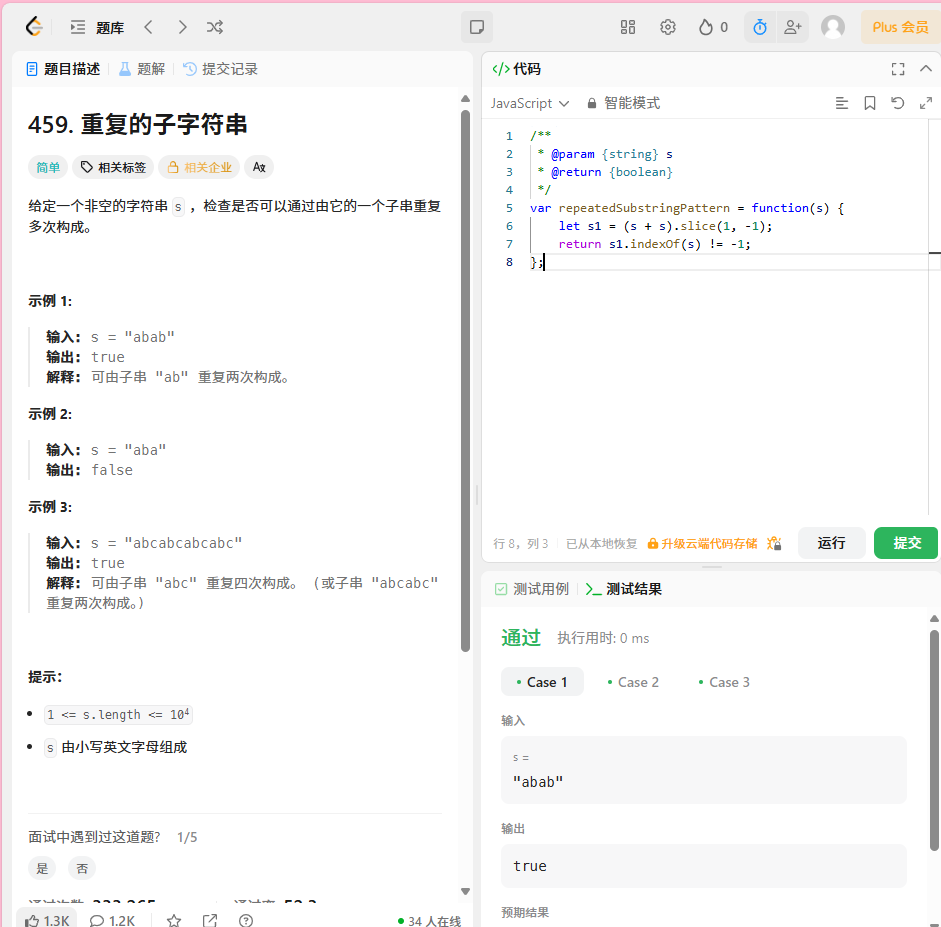 题库
0
Plus 会员
题目描述
题解
提交记录
459. 重复的子字符串
简单 相关标签 相关企业
给定一个非空的字符串 s ，检查是否可以通过由它的一个子串重复
多次构成。
示例 1:
输入: s = "abab"
输出: true
解释: 可由子串 "ab" 重复两次构成。
示例 2:
输入: s = "aba"
输出: false
示例 3:
输入: s = "abcabcabcabc"
输出: true
解释: 可由子串 "abc" 重复四次构成。 (或子串 "abcabc"
重复两次构成。)
提示：
1 <= s.length <= 10⁴
s 由小写英文字母组成
面试中遇到过这道题? 1/5
是 否
1.3K 1.2K 34 人在线
</> 代码
JavaScript 智能模式
1 /**
2 * @param {string} s
3 * @return {boolean}
4 */
5 var repeatedSubstringPattern = function(s) {
6 let s1 = (s + s).slice(1, -1);
7 return s1.indexOf(s) != -1;
8 };
行 8，列 3 已从本地恢复 升级云端代码存储 运行 提交
测试用例 测试结果
通过 执行用时: 0 ms
Case 1 Case 2 Case 3
输入
s =
"abab"
输出
true
预期结果